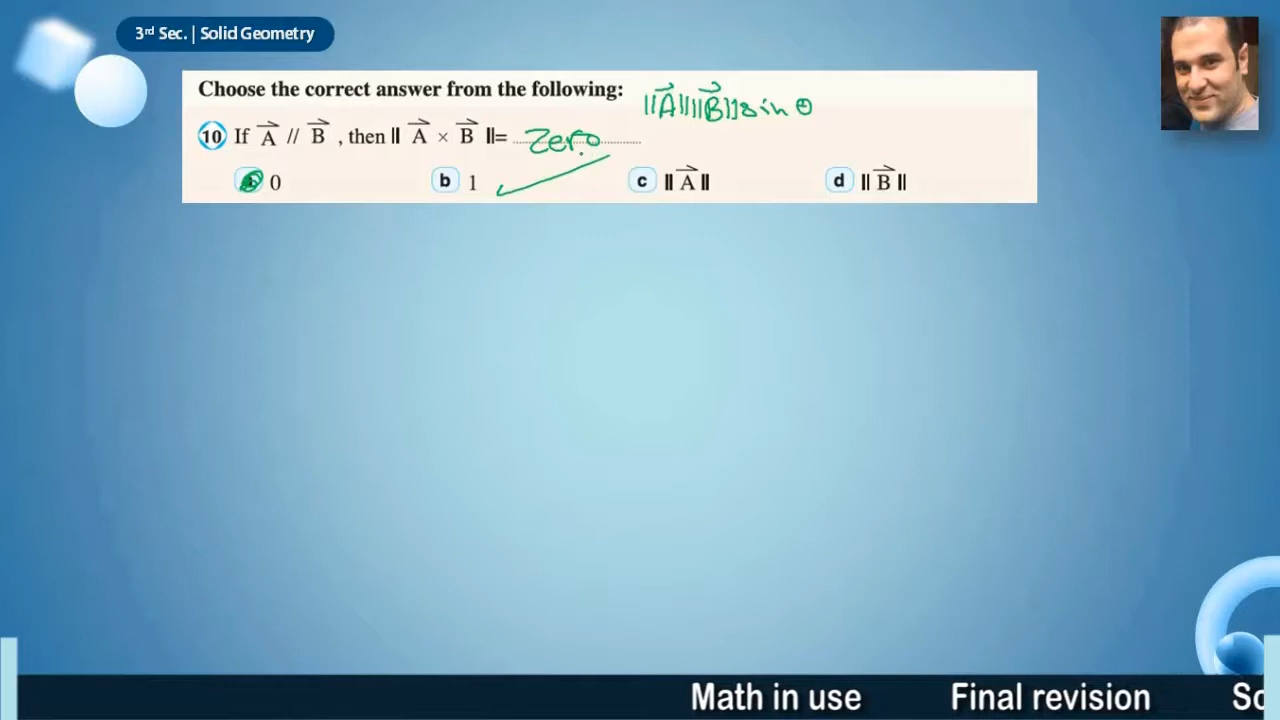 3rd Sec. | Solid Geometry
Choose the correct answer from the following:
||A⃗||||B⃗||sin θ
10 If A⃗ // B⃗ , then || A⃗ × B⃗ ||= zero
0
b 1
c || A⃗ ||
d || B⃗ ||
Math in use Final revision Sc